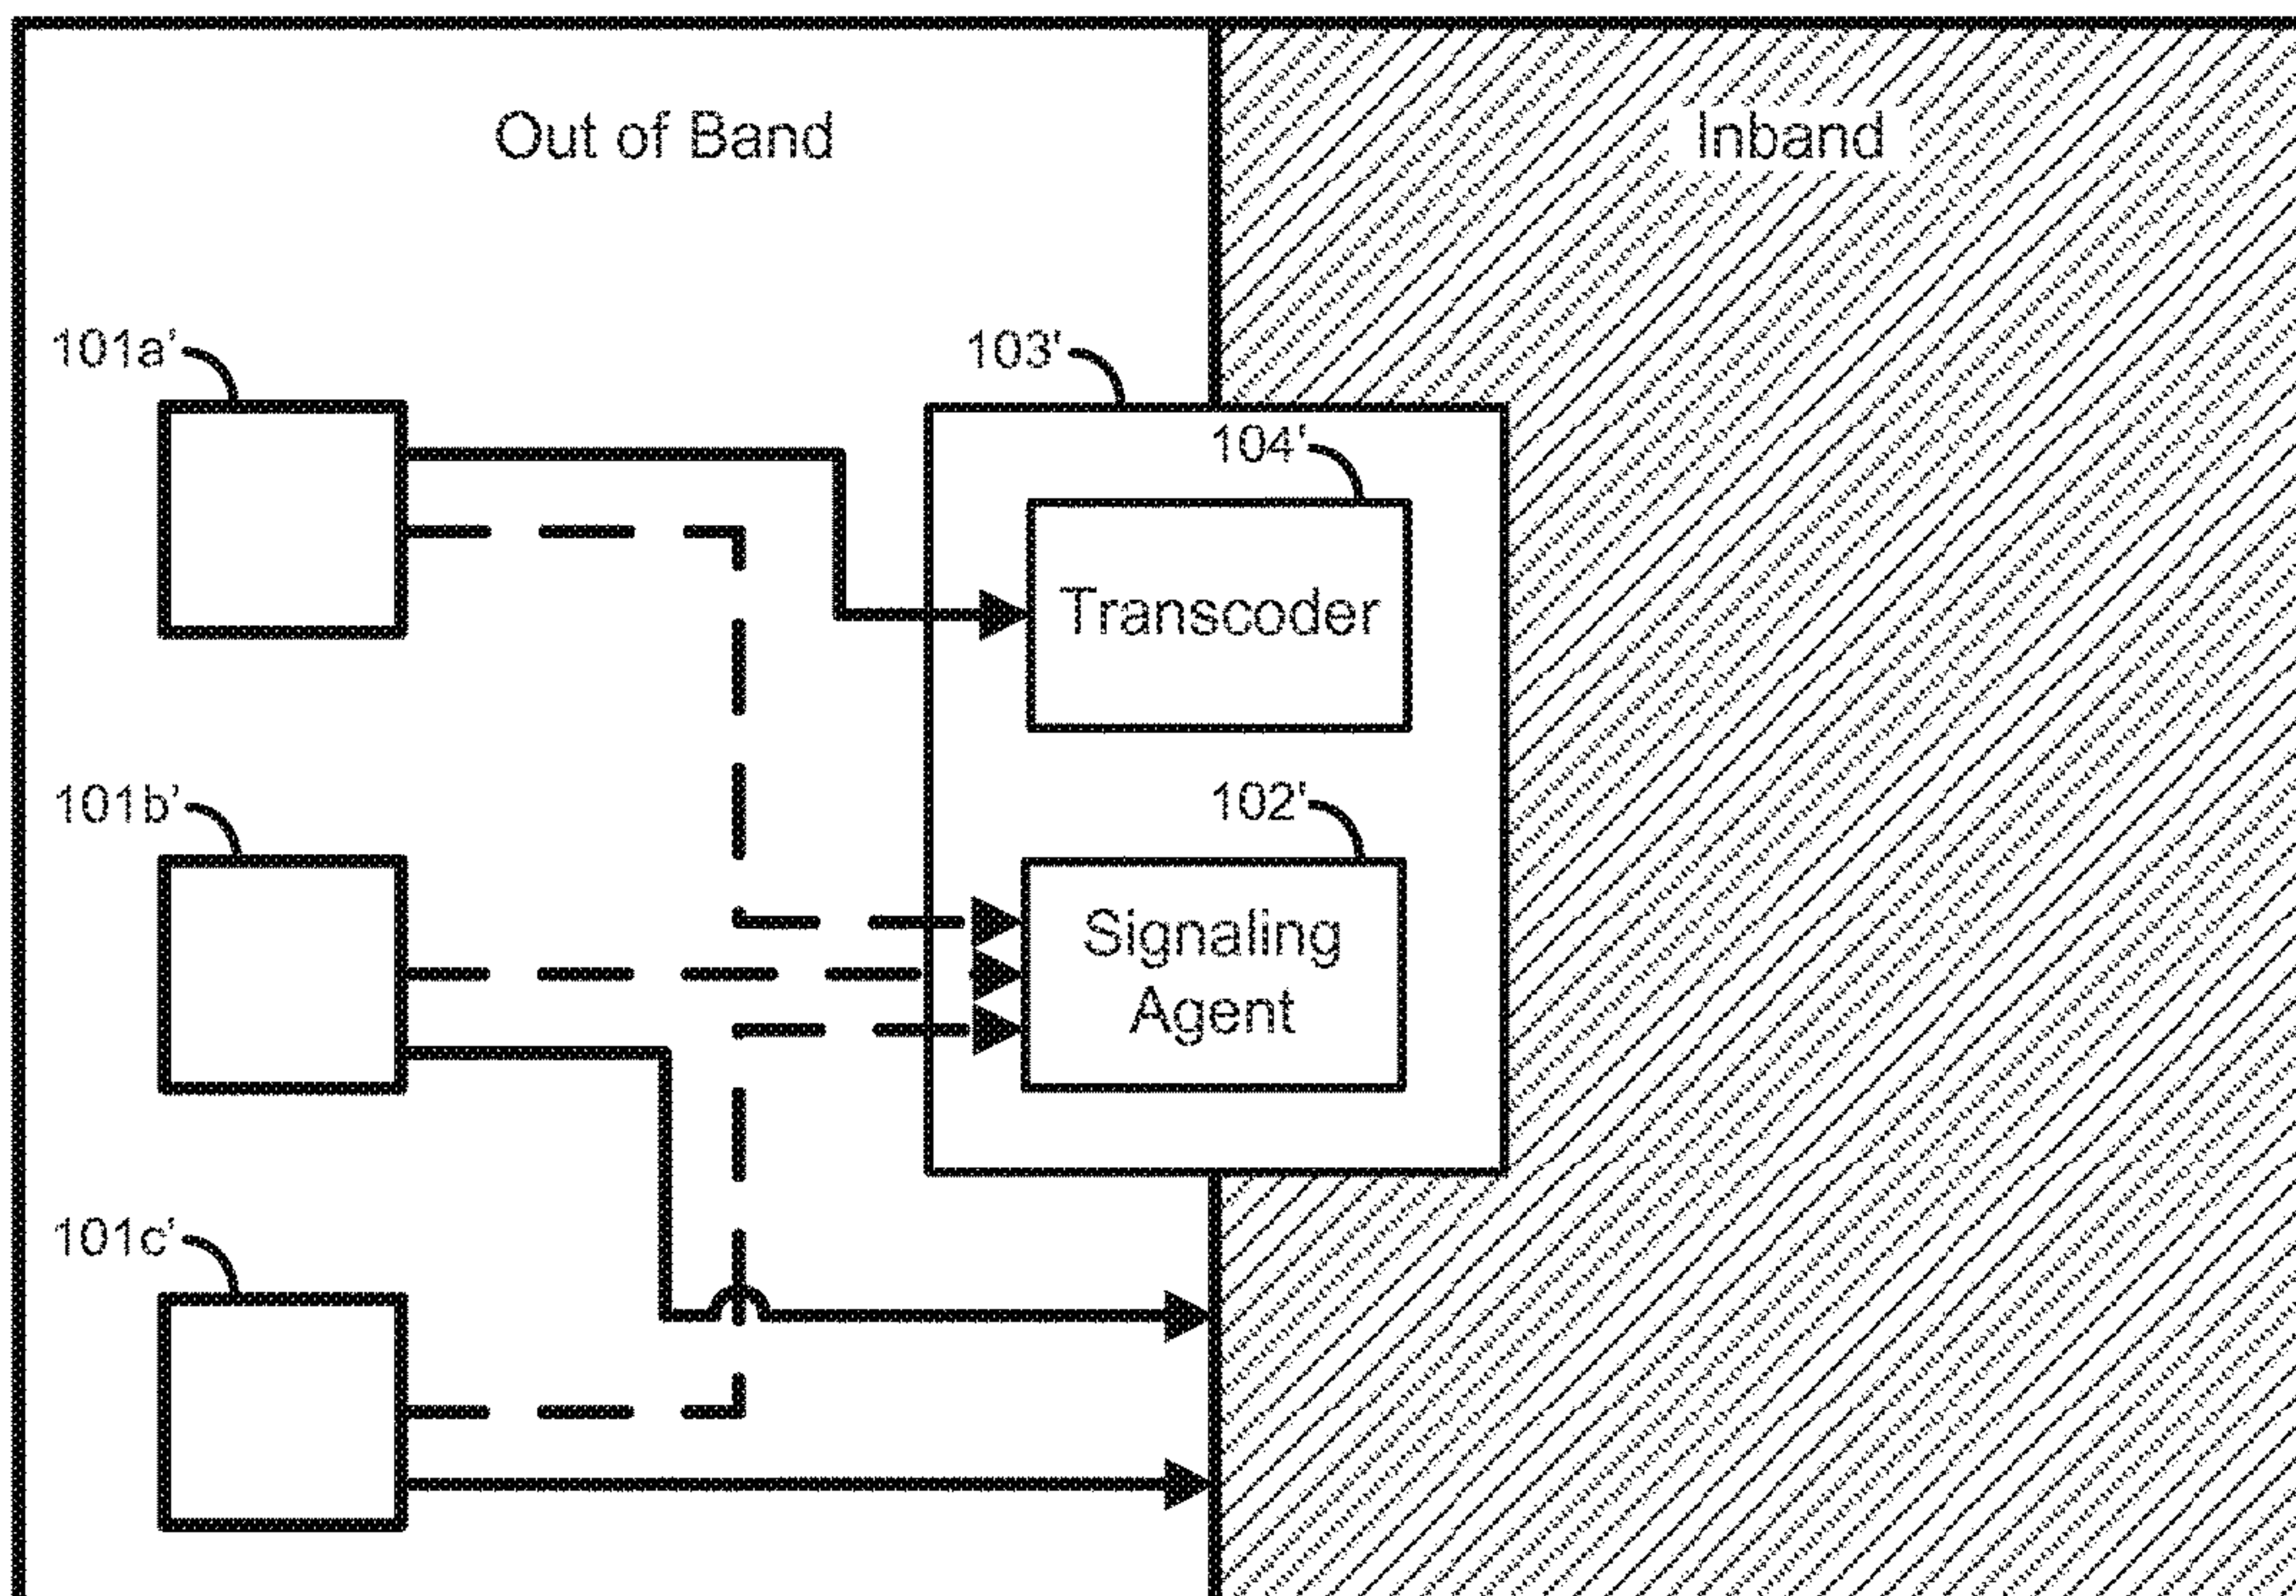 Out of Band
Inband
101a'
103'
104'
Transcoder
101b'
102'
Signaling
Agent
101c'